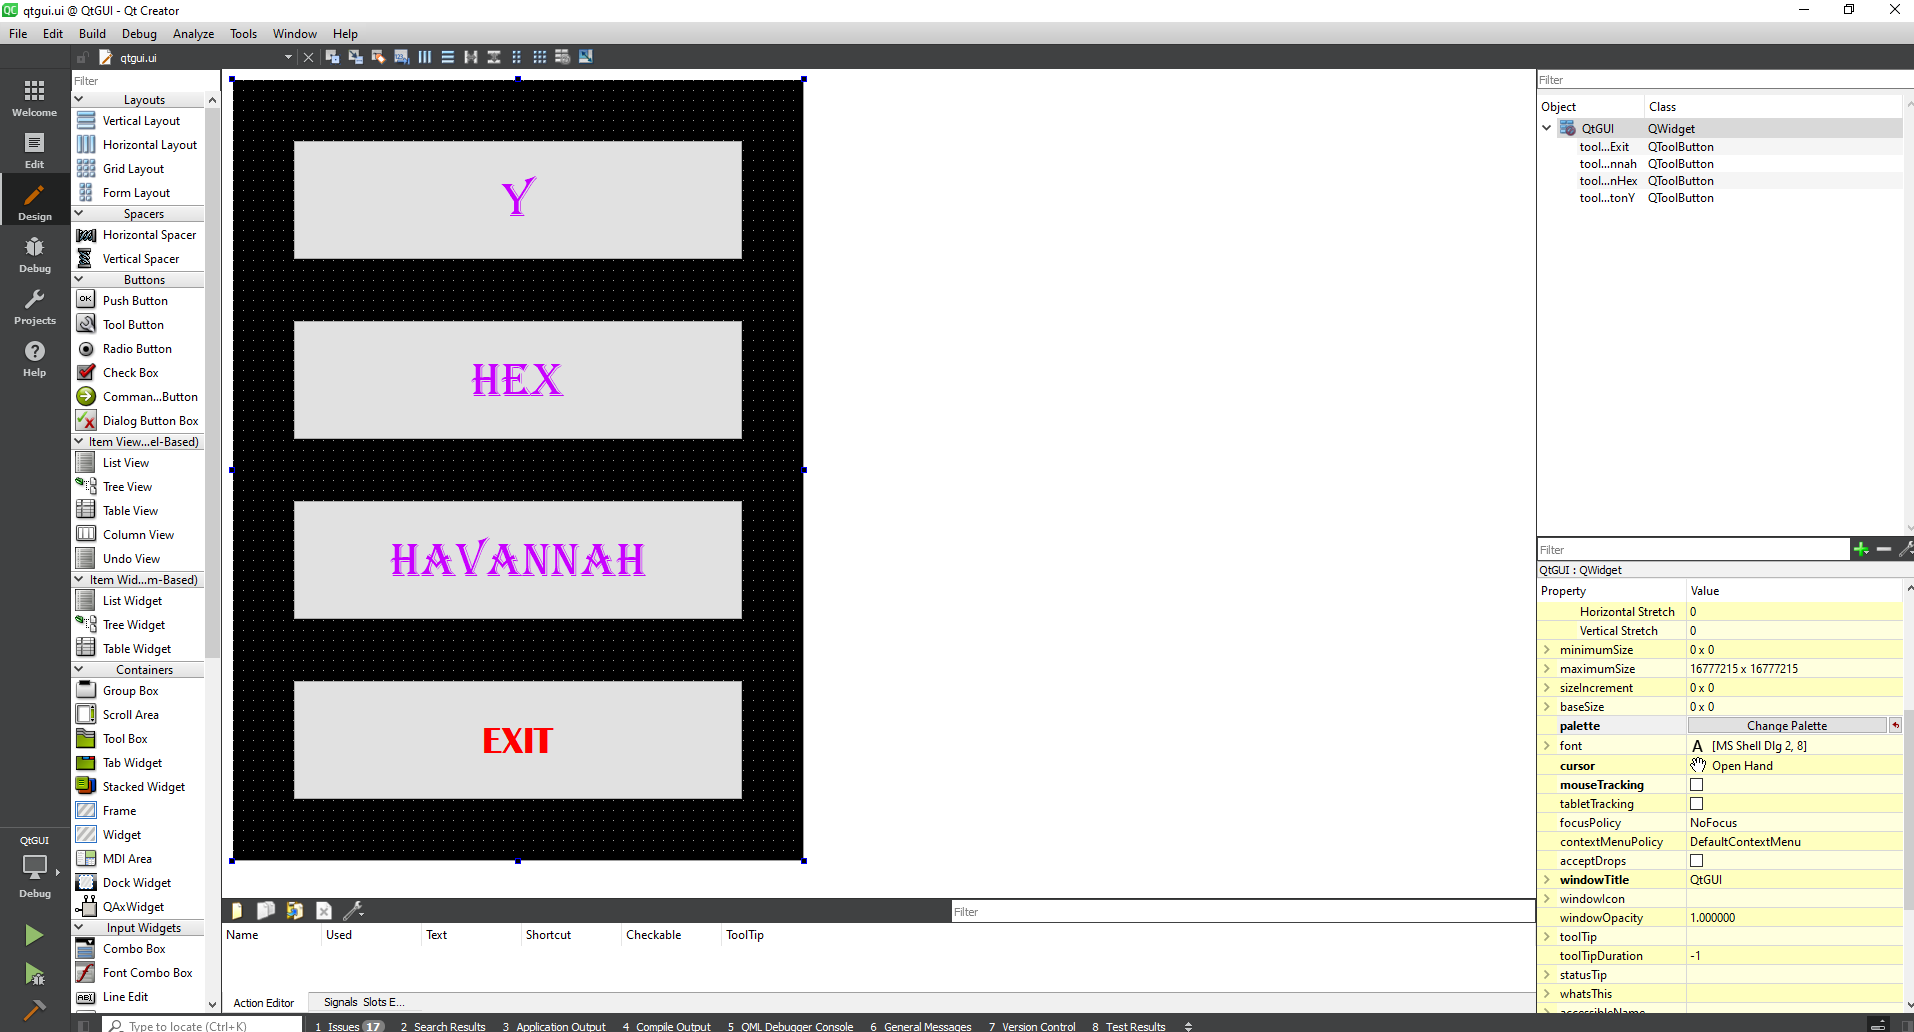 qtgui.ui @ QtGUI - Qt Creator
File Edit Build Debug Analyze Tools Window Help
qtgui.ui
Welcome
Edit
Design
Debug
Projects
Help
QtGUI
Debug
Filter
Layouts
Vertical Layout
Horizontal Layout
Grid Layout
Form Layout
Spacers
Horizontal Spacer
Vertical Spacer
Buttons
OK Push Button
Tool Button
Radio Button
Check Box
Comman...Button
Dialog Button Box
Item View...el-Based)
List View
Tree View
Table View
Column View
Undo View
Item Wid...m-Based)
List Widget
Tree Widget
Table Widget
Containers
Group Box
Scroll Area
Tool Box
Tab Widget
Stacked Widget
Frame
Widget
MDI Area
Dock Widget
QAxWidget
Input Widgets
Combo Box
Font Combo Box
ABI Line Edit
Y
HEX
HAVANNAH
EXIT
Filter
Name Used Text Shortcut Checkable ToolTip
Action Editor Signals Slots E...
Filter
Object Class
QtGUI QWidget
tool...Exit QToolButton
tool...nnah QToolButton
tool...nHex QToolButton
tool...tonY QToolButton
Filter
QtGUI : QWidget
Property Value
Horizontal Stretch 0
Vertical Stretch 0
minimumSize 0 x 0
maximumSize 16777215 x 16777215
sizeIncrement 0 x 0
baseSize 0 x 0
palette Change Palette
font A [MS Shell Dlg 2, 8]
cursor Open Hand
mouseTracking
tabletTracking
focusPolicy NoFocus
contextMenuPolicy DefaultContextMenu
acceptDrops
windowTitle QtGUI
windowIcon
windowOpacity 1.000000
toolTip
toolTipDuration -1
statusTip
whatsThis
accessibleName
Type to locate (Ctrl+K) 1 Issues 17 2 Search Results 3 Application Output 4 Compile Output 5 QML Debugger Console 6 General Messages 7 Version Control 8 Test Results